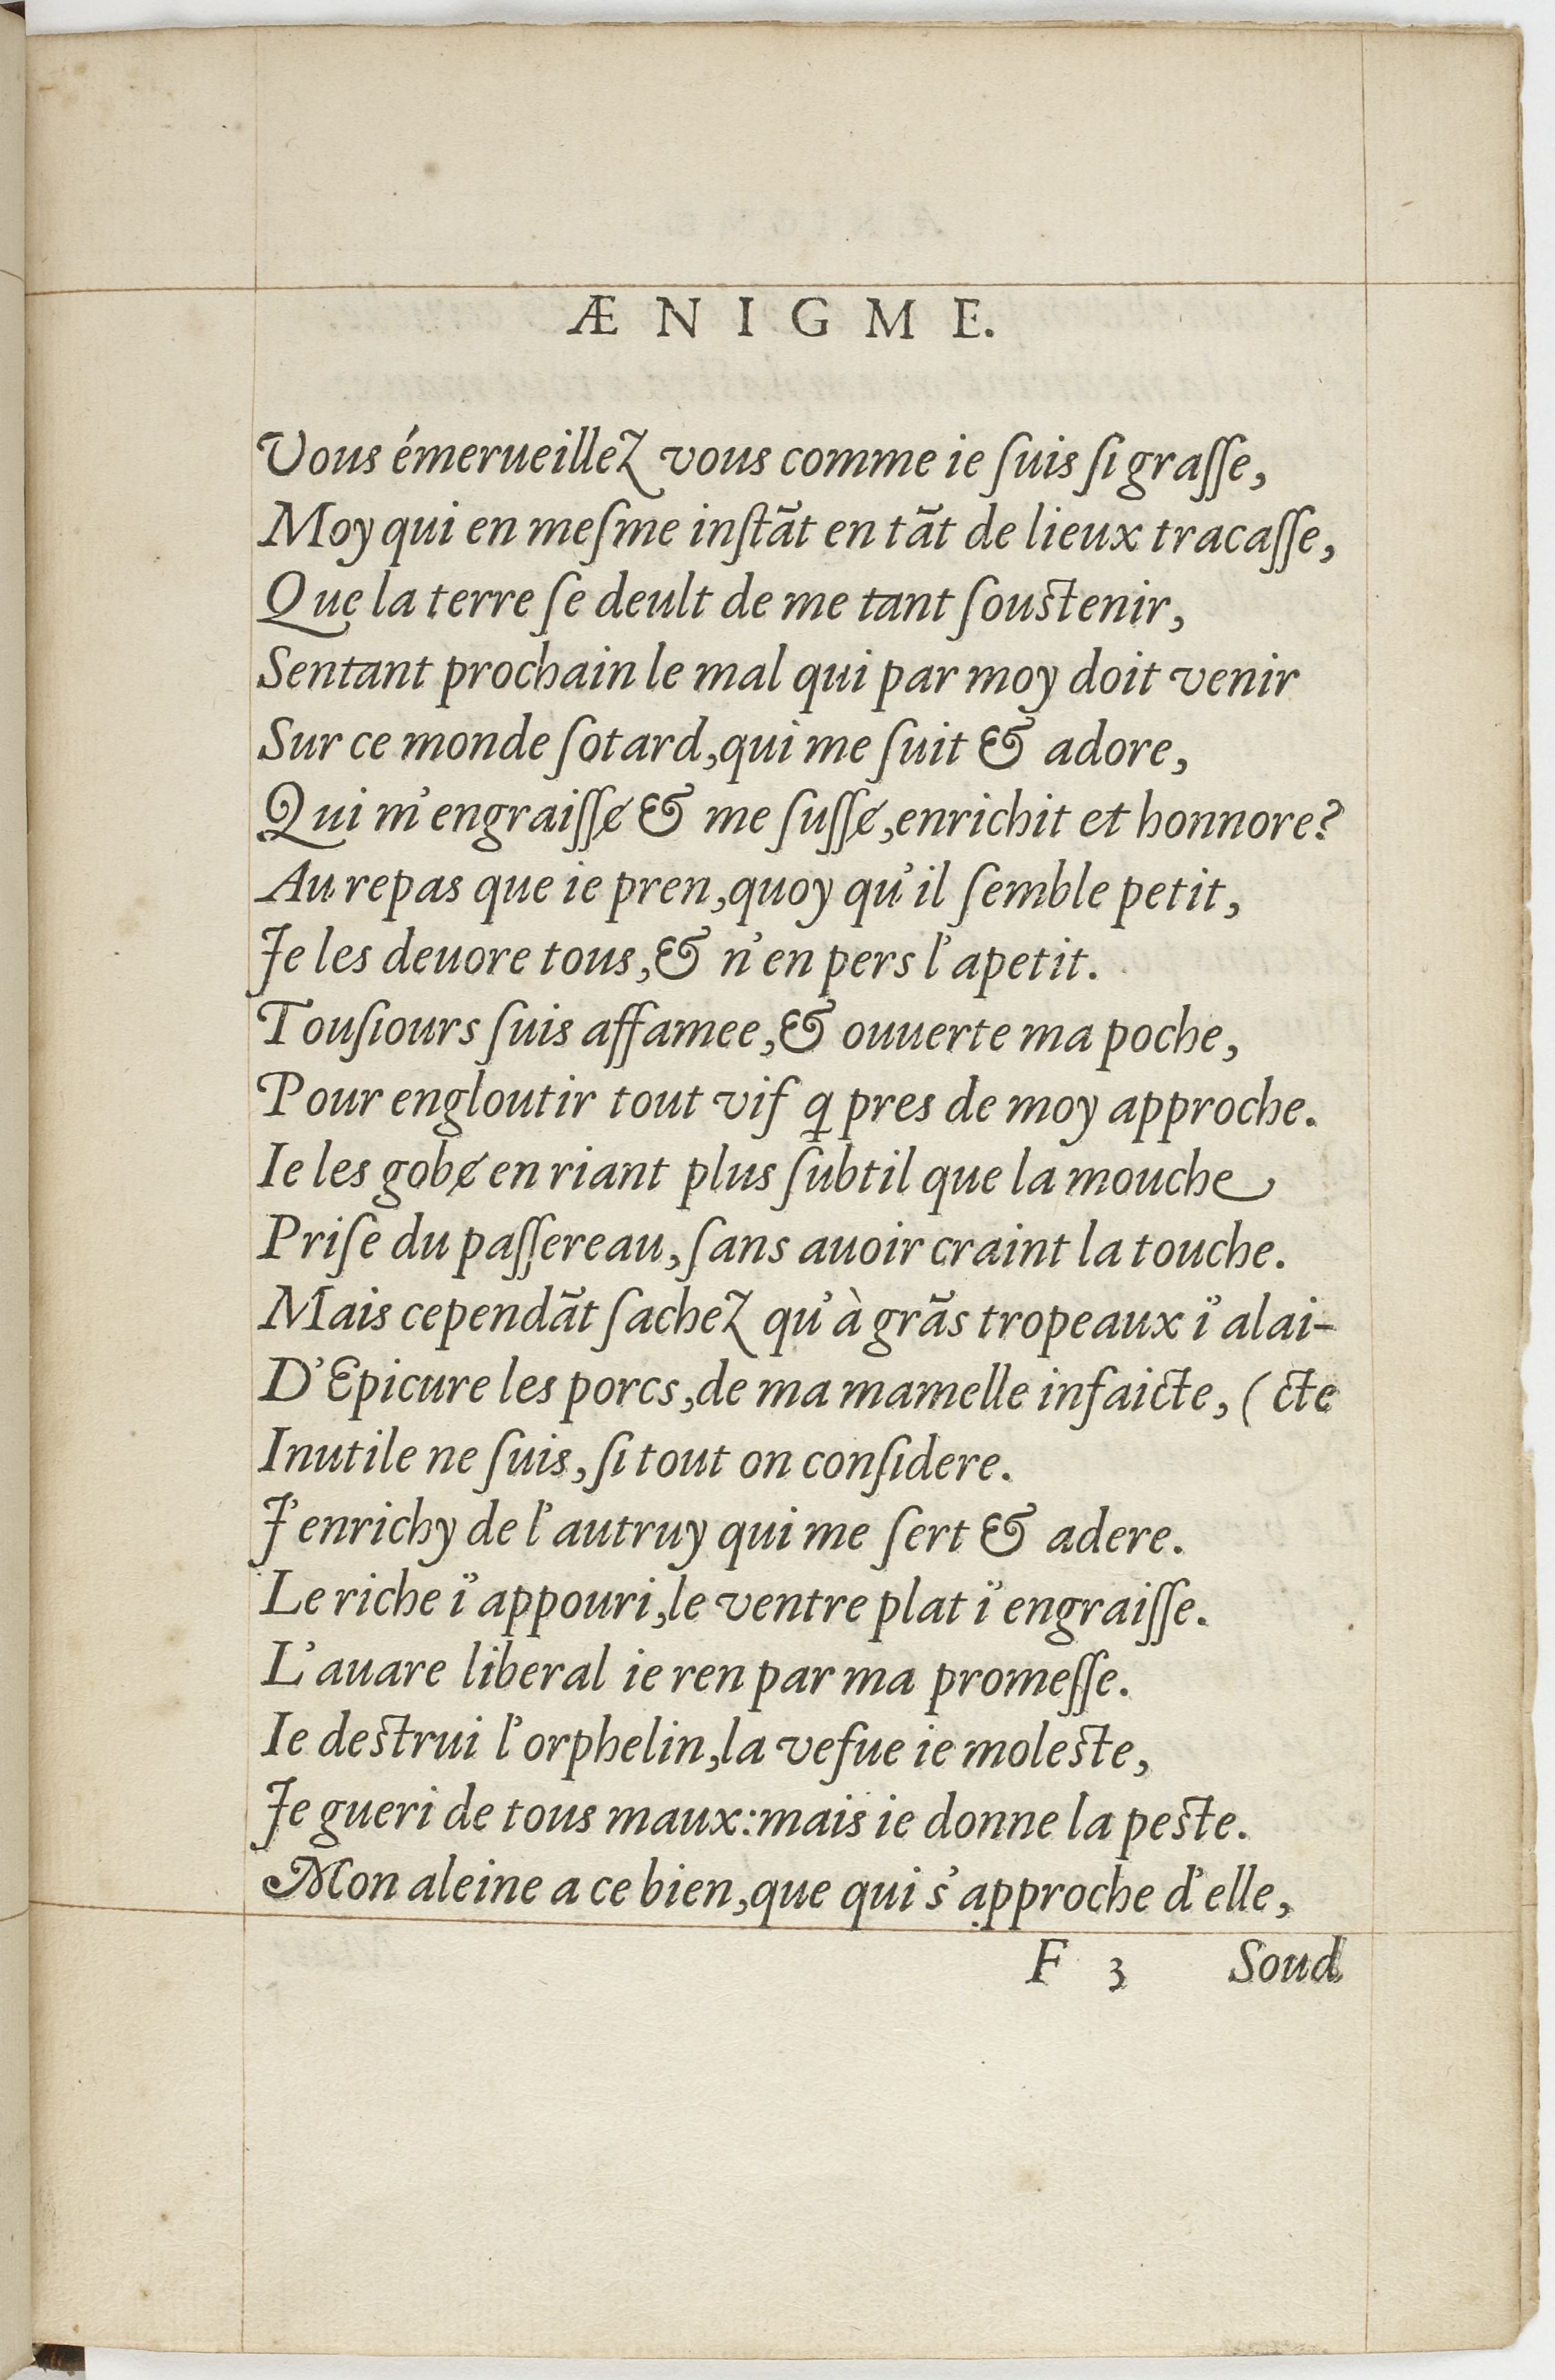 ÆNIGME.
Vous émerueillez vous comme ie ſuis ſi graſſe,
Moy qui en meſme inſtãt en tãt de lieux tracaſſe,
Que la terre ſe deult de me tant ſouſtenir,
Sentant prochain le mal qui par moy doit venir
Sur ce monde ſotard, qui me ſuit & adore,
Qui m'engraiſſɇ & me ſuſſɇ, enrichit et honnore?
Au repas que ie pren, quoy qu'il ſemble petit,
Je les deuore tous, & n'en pers l'apetit.
Touſiours ſuis affamee, & ouuerte ma poche,
Pour engloutir tout vif ꝗ pres de moy approche.
Ie les gobɇ en riant plus ſubtil que la mouche
Priſe du paſſereau, ſans auoir craint la touche.
Mais cependãt ſachez qu'à grãs tropeaux i'alai-
D'Epicure les porcs, de ma mamelle infaicte, (cte
Inutile ne ſuis, ſi tout on conſidere.
J'enrichy de l'autruy qui me ſert & adere.
Le riche i'appouri, le ventre plat i'engraiſſe.
L'auare liberal ie ren par ma promeſſe.
Ie deſtrui l'orphelin, la vefue ie moleſte,
Je gueri de tous maux: mais ie donne la peſte.
Mon aleine a ce bien, que qui s'approche d'elle,
F 3 Soud